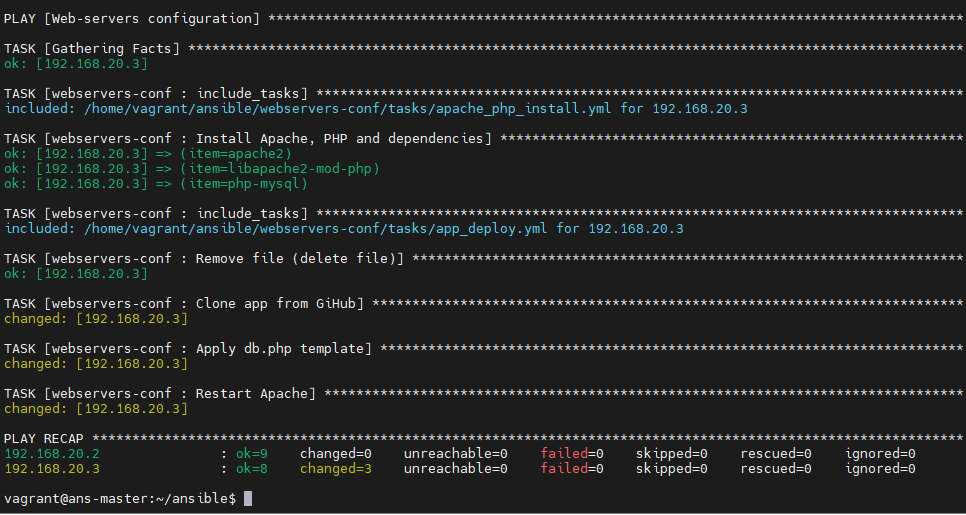 PLAY [Web-servers configuration] ***************************************************************************************
TASK [Gathering Facts] *************************************************************************************************
ok: [192.168.20.3]
TASK [webservers-conf : include_tasks] *********************************************************************************
included: /home/vagrant/ansible/webservers-conf/tasks/apache_php_install.yml for 192.168.20.3
TASK [webservers-conf : Install Apache, PHP and dependencies] **********************************************************
ok: [192.168.20.3] => (item=apache2)
ok: [192.168.20.3] => (item=libapache2-mod-php)
ok: [192.168.20.3] => (item=php-mysql)
TASK [webservers-conf : include_tasks] *********************************************************************************
included: /home/vagrant/ansible/webservers-conf/tasks/app_deploy.yml for 192.168.20.3
TASK [webservers-conf : Remove file (delete file)] *********************************************************************
ok: [192.168.20.3]
TASK [webservers-conf : Clone app from GiHub] **************************************************************************
changed: [192.168.20.3]
TASK [webservers-conf : Apply db.php template] *************************************************************************
changed: [192.168.20.3]
TASK [webservers-conf : Restart Apache] ********************************************************************************
changed: [192.168.20.3]
PLAY RECAP *************************************************************************************************************
192.168.20.2               : ok=9    changed=0    unreachable=0    failed=0    skipped=0    rescued=0    ignored=0
192.168.20.3               : ok=8    changed=3    unreachable=0    failed=0    skipped=0    rescued=0    ignored=0
vagrant@ans-master:~/ansible$